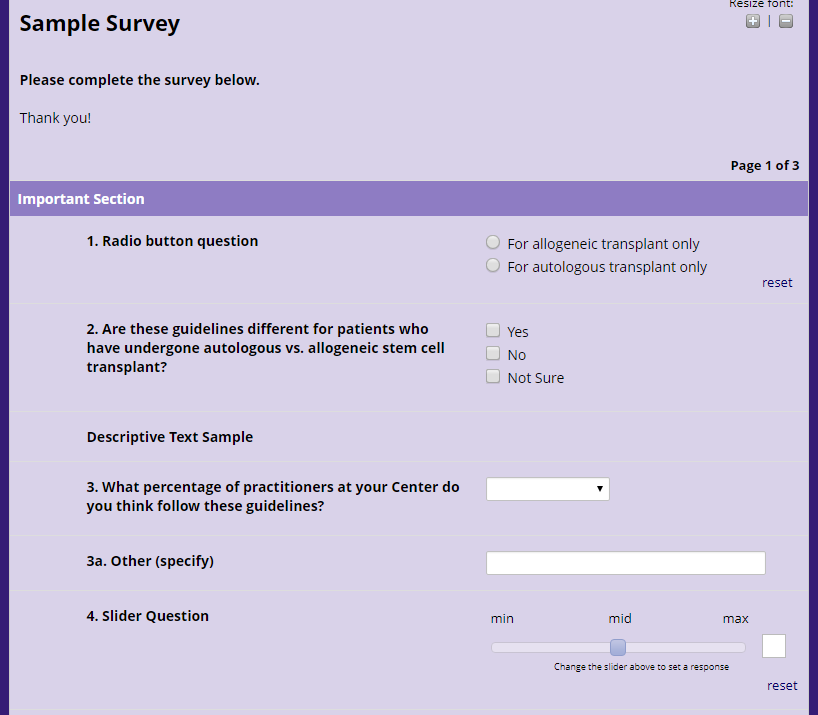 Resize font:
Sample Survey
Please complete the survey below.
Thank you!
Page 1 of 3
Important Section
1. Radio button question
For allogeneic transplant only
For autologous transplant only
reset
2. Are these guidelines different for patients who
have undergone autologous vs. allogeneic stem cell
transplant?
Yes
No
Not Sure
Descriptive Text Sample
3. What percentage of practitioners at your Center do
you think follow these guidelines?
3a. Other (specify)
4. Slider Question
min mid max
Change the slider above to set a response
reset